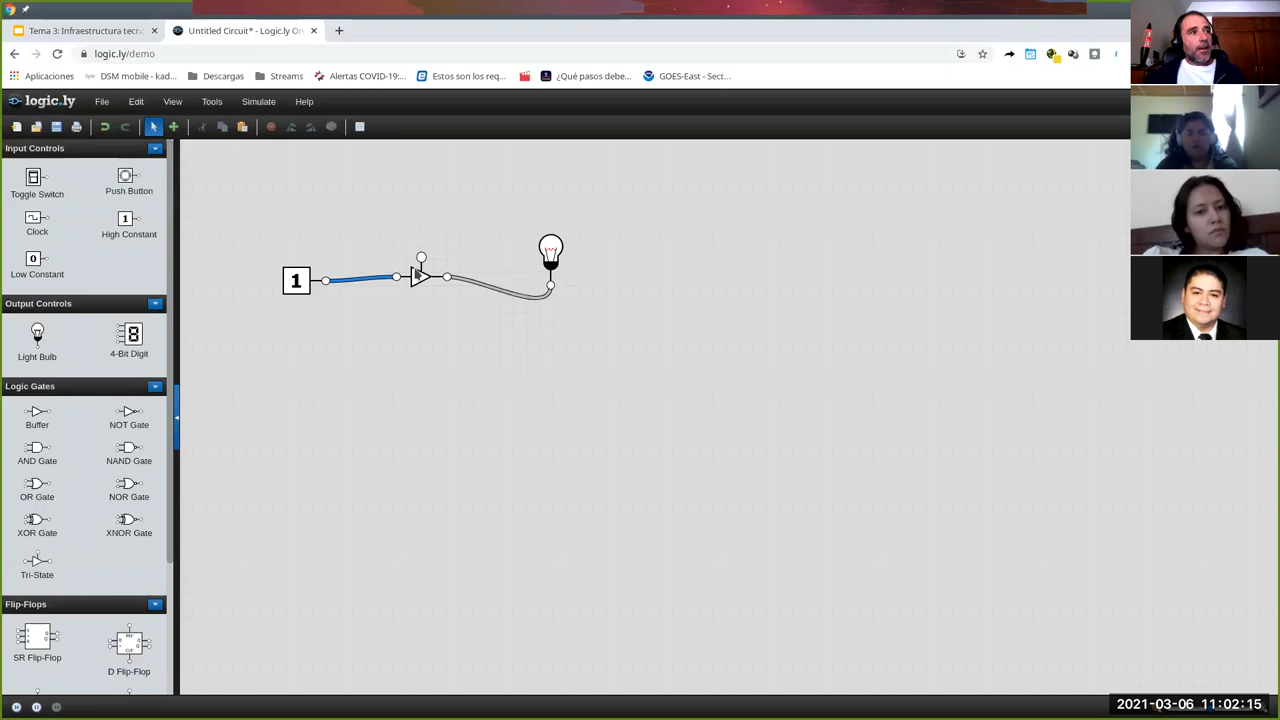 Tema 3: Infraestructura tecn
Untitled Circuit* - Logic.ly On
logic.ly/demo
Aplicaciones
DSM mobile - kad...
Descargas
Streams
Alertas COVID-19:...
Estos son los req...
¿Qué pasos debe...
GOES-East - Sect...
logic.ly
File
Edit
View
Tools
Simulate
Help
Input Controls
Toggle Switch
Push Button
Clock
1
High Constant
0
Low Constant
Output Controls
Light Bulb
8
4-Bit Digit
Logic Gates
Buffer
NOT Gate
AND Gate
NAND Gate
OR Gate
NOR Gate
XOR Gate
XNOR Gate
Tri-State
Flip-Flops
SR Flip-Flop
D Flip-Flop
1
2021-03-06 11:02:15